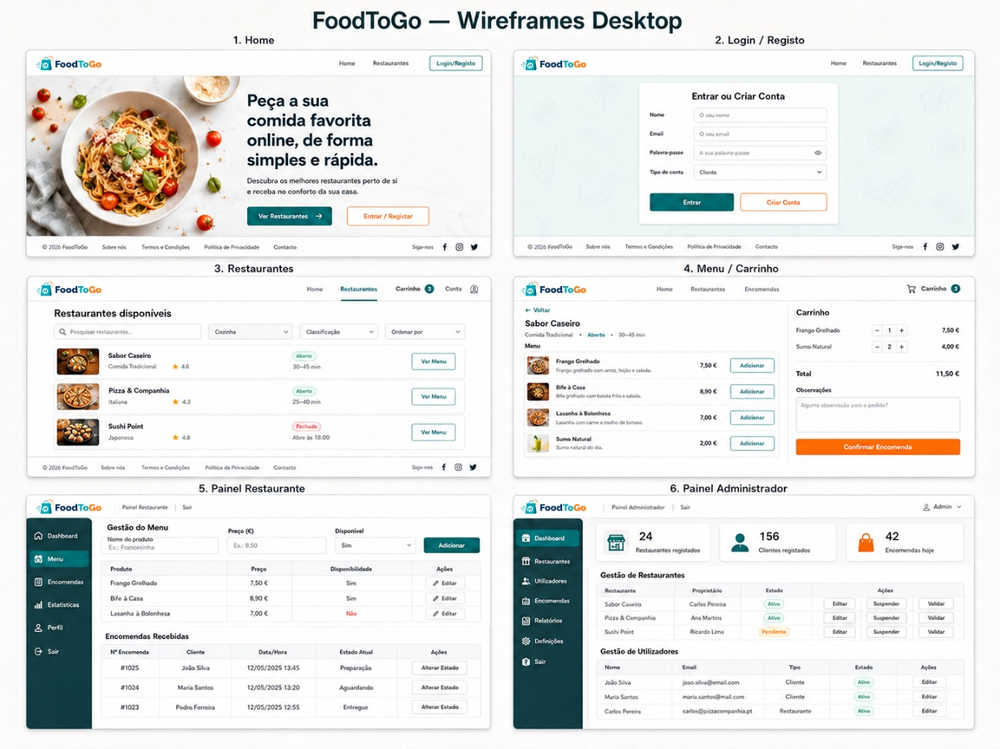 FoodToGo — Wireframes Desktop
1. Home
FoodToGo
Home Restaurantes Login/Registo
Peça a sua
comida favorita
online, de forma
simples e rápida.
Descubra os melhores restaurantes perto de si
e receba no conforto da sua casa.
Ver Restaurantes → Entrar / Registar
© 2026 FoodToGo Sobre nós Termos e Condições Política de Privacidade Contacto Siga-nos
2. Login / Registo
FoodToGo
Home Restaurantes Login/Registo
Entrar ou Criar Conta
Nome O seu nome
Email O seu email
Palavra-passe A sua palavra-passe
Tipo de conta Cliente
Entrar Criar Conta
© 2026 FoodToGo Sobre nós Termos e Condições Política de Privacidade Contacto Siga-nos
3. Restaurantes
FoodToGo
Home Restaurantes Carrinho 3 Conta
Restaurantes disponíveis
Pesquisar restaurantes... Cozinha Classificação Ordenar por
Sabor Caseiro Aberto
Comida Tradicional 4.6 30–45 min Ver Menu
Pizza & Companhia Aberto
Italiana 4.3 25–40 min Ver Menu
Sushi Point Fechado
Japonesa 4.8 Abre às 18:00 Ver Menu
© 2026 FoodToGo Sobre nós Termos e Condições Política de Privacidade Contacto Siga-nos
4. Menu / Carrinho
FoodToGo
Home Restaurantes Encomendas Carrinho 3
← Voltar
Sabor Caseiro
Comida Tradicional • Aberto • 30–45 min
Menu
Frango Grelhado
Frango grelhado com arroz, feijão e salada.
7,50 € Adicionar
Bife à Casa
Bife grelhado com batata frita e salada.
8,90 € Adicionar
Lasanha à Bolonhesa
Lasanha com carne e molho de tomate.
7,00 € Adicionar
Sumo Natural
Sumo natural do dia.
2,00 € Adicionar
Carrinho
Frango Grelhado − 1 + 7,50 €
Sumo Natural − 2 + 4,00 €
Total 11,50 €
Observações
Alguma observação para o pedido?
Confirmar Encomenda
5. Painel Restaurante
FoodToGo Painel Restaurante | Sair
Dashboard
Menu
Encomendas
Estatísticas
Perfil
Sair
Gestão do Menu
Nome do produto Preço (€) Disponível
Ex.: Francesinha Ex.: 8.50 Sim Adicionar
Produto Preço Disponibilidade Ações
Frango Grelhado 7,50 € Sim Editar
Bife à Casa 8,90 € Sim Editar
Lasanha à Bolonhesa 7,00 € Não Editar
Encomendas Recebidas
Nº Encomenda Cliente Data/Hora Estado Atual Ações
#1025 João Silva 12/05/2025 13:45 Preparação Alterar Estado
#1024 Maria Santos 12/05/2025 13:20 Aguardando Alterar Estado
#1023 Pedro Ferreira 12/05/2025 12:55 Entregue Alterar Estado
6. Painel Administrador
FoodToGo | Painel Administrador | Sair Admin
Dashboard
Restaurantes
Utilizadores
Encomendas
Relatórios
Definições
Sair
24
Restaurantes registados
156
Clientes registados
42
Encomendas hoje
Gestão de Restaurantes
Restaurante Proprietário Estado Ações
Sabor Caseiro Carlos Pereira Ativo Editar Suspender Validar
Pizza & Companhia Ana Martins Ativo Editar Suspender Validar
Sushi Point Ricardo Lima Pendente Editar Suspender Validar
Gestão de Utilizadores
Nome Email Tipo Estado Ações
João Silva joao.silva@email.com Cliente Ativo Editar
Maria Santos maria.santos@mail.com Cliente Ativo Editar
Carlos Pereira carlos@pizzacompanhia.pt Restaurante Ativo Editar